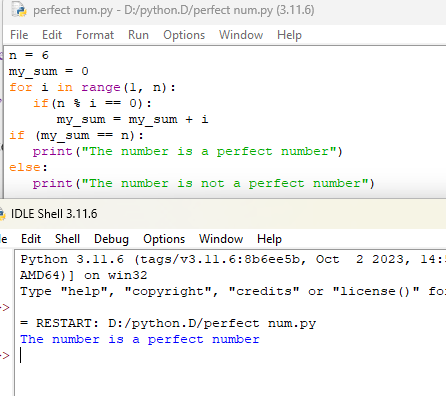 perfect num.py - D:/python.D/perfect num.py (3.11.6)
File Edit Format Run Options Window Help
n = 6
my_sum = 0
for i in range(1, n):
    if(n % i == 0):
        my_sum = my_sum + i
if (my_sum == n):
    print("The number is a perfect number")
else:
    print("The number is not a perfect number")
IDLE Shell 3.11.6
Edit Shell Debug Options Window Help
Python 3.11.6 (tags/v3.11.6:8b6ee5b, Oct  2 2023, 14:
AMD64)] on win32
Type "help", "copyright", "credits" or "license()" fo
= RESTART: D:/python.D/perfect num.py
The number is a perfect number